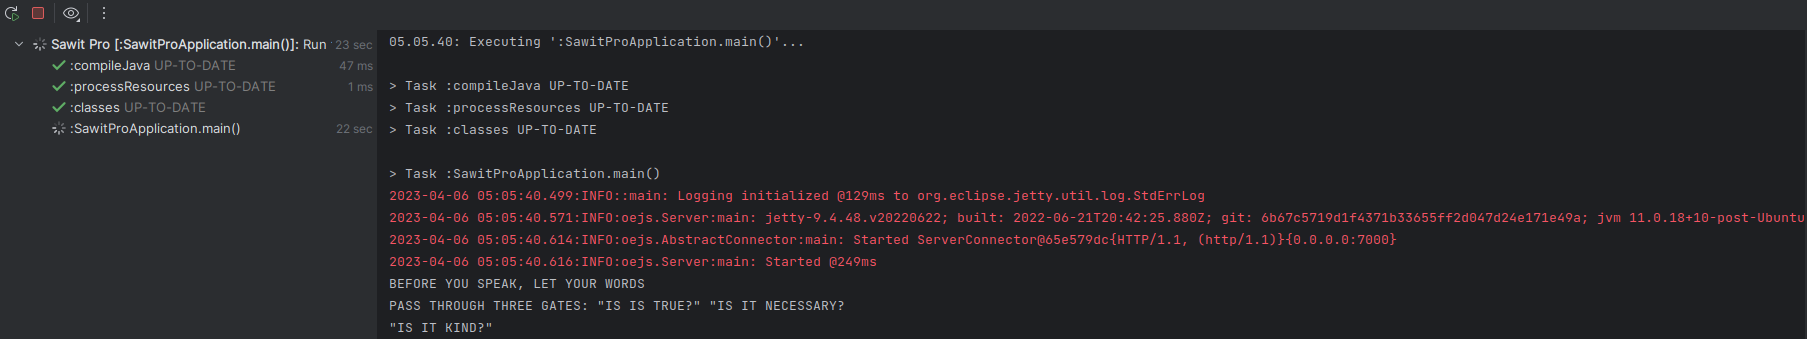 Sawit Pro [:SawitProApplication.main()]: Run 23 sec
:compileJava UP-TO-DATE 47 ms
:processResources UP-TO-DATE 1 ms
:classes UP-TO-DATE
:SawitProApplication.main() 22 sec
05.05.40: Executing ':SawitProApplication.main()'...
> Task :compileJava UP-TO-DATE
> Task :processResources UP-TO-DATE
> Task :classes UP-TO-DATE
> Task :SawitProApplication.main()
2023-04-06 05:05:40.499:INFO::main: Logging initialized @129ms to org.eclipse.jetty.util.log.StdErrLog
2023-04-06 05:05:40.571:INFO:oejs.Server:main: jetty-9.4.48.v20220622; built: 2022-06-21T20:42:25.880Z; git: 6b67c5719d1f4371b33655ff2d047d24e171e49a; jvm 11.0.18+10-post-Ubuntu
2023-04-06 05:05:40.614:INFO:oejs.AbstractConnector:main: Started ServerConnector@65e579dc{HTTP/1.1, (http/1.1)}{0.0.0.0:7000}
2023-04-06 05:05:40.616:INFO:oejs.Server:main: Started @249ms
BEFORE YOU SPEAK, LET YOUR WORDS
PASS THROUGH THREE GATES: "IS IS TRUE?" "IS IT NECESSARY?
"IS IT KIND?"